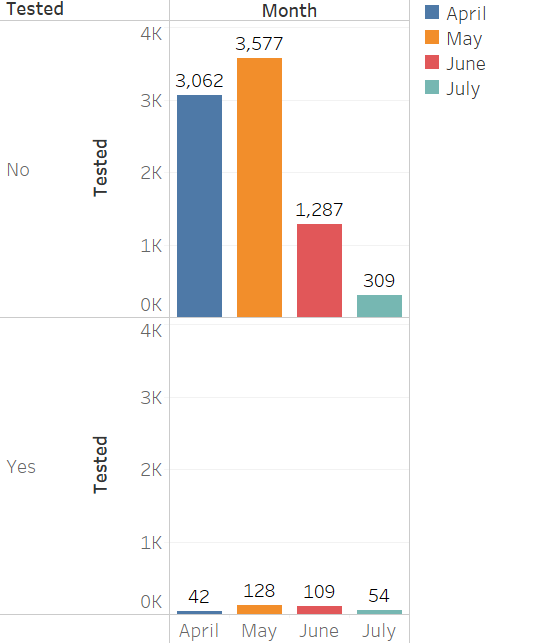 Tested
Month
April
May
June
July
No
Tested
4K
3K
2K
1K
0K
3,062
3,577
1,287
309
Yes
Tested
4K
3K
2K
1K
0K
42
128
109
54
April May June July